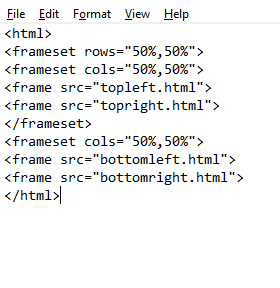 File Edit Format View Help
<html>
<frameset rows="50%,50%">
<frameset cols="50%,50%">
<frame src="topleft.html">
<frame src="topright.html">
</frameset>
<frameset cols="50%,50%">
<frame src="bottomleft.html">
<frame src="bottomright.html">
</html>